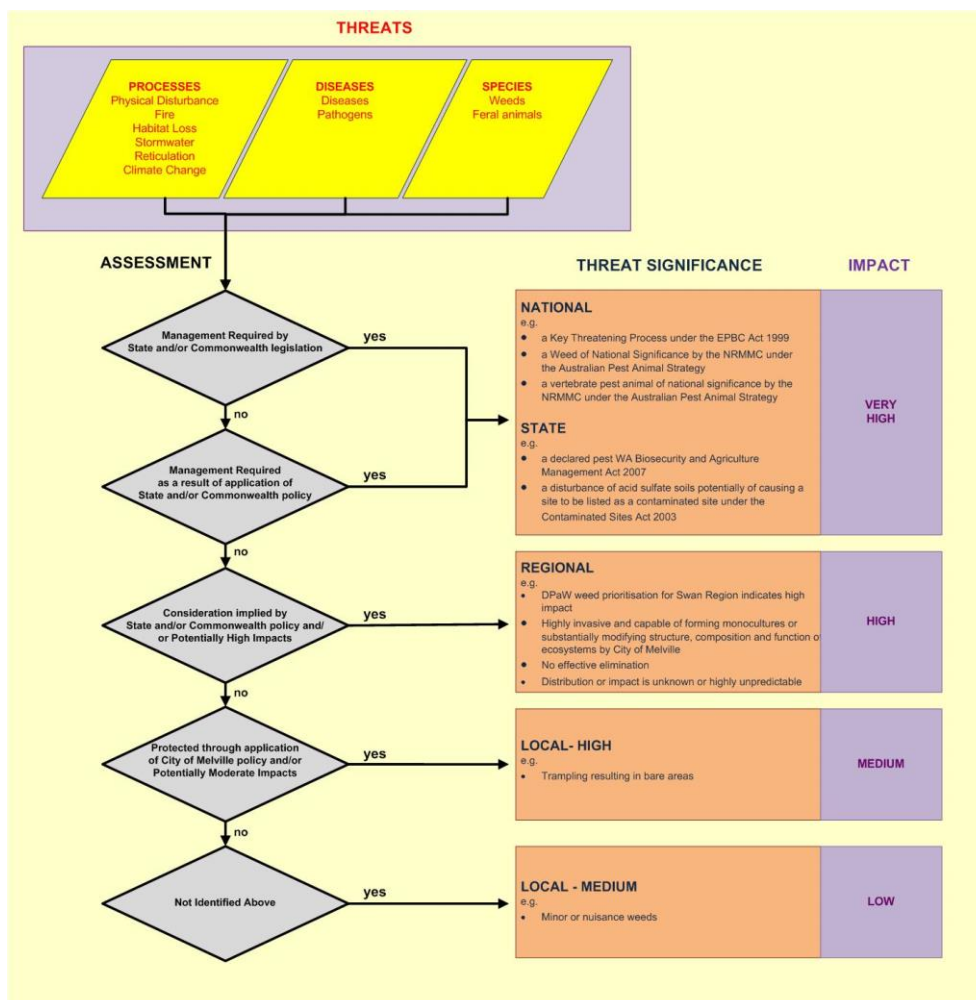 THREATS
PROCESSES
Physical Disturbance
Fire
Habitat Loss
Stormwater
Reticulation
Climate Change
DISEASES
Diseases
Pathogens
SPECIES
Weeds
Feral animals
ASSESSMENT
THREAT SIGNIFICANCE
IMPACT
Management Required by
State and/or Commonwealth legislation
yes
no
Management Required
as a result of application of
State and/or Commonwealth policy
yes
no
NATIONAL
e.g.
• a Key Threatening Process under the EPBC Act 1999
• a Weed of National Significance by the NRMMC under
the Australian Pest Animal Strategy
• a vertebrate pest animal of national significance by the
NRMMC under the Australian Pest Animal Strategy
STATE
e.g.
• a declared pest WA Biosecurity and Agriculture
Management Act 2007
• a disturbance of acid sulfate soils potentially of causing a
site to be listed as a contaminated site under the
Contaminated Sites Act 2003
VERY
HIGH
Consideration implied by
State and/or Commonwealth policy and/
or Potentially High Impacts
yes
no
REGIONAL
e.g.
• DPaW weed prioritisation for Swan Region indicates high
impact
• Highly invasive and capable of forming monocultures or
substantially modifying structure, composition and function of
ecosystems by City of Melville
• No effective elimination
• Distribution or impact is unknown or highly unpredictable
HIGH
Protected through application
of City of Melville policy and/or
Potentially Moderate Impacts
yes
no
LOCAL- HIGH
e.g.
• Trampling resulting in bare areas
MEDIUM
Not Identified Above
yes
LOCAL - MEDIUM
e.g.
• Minor or nuisance weeds
LOW